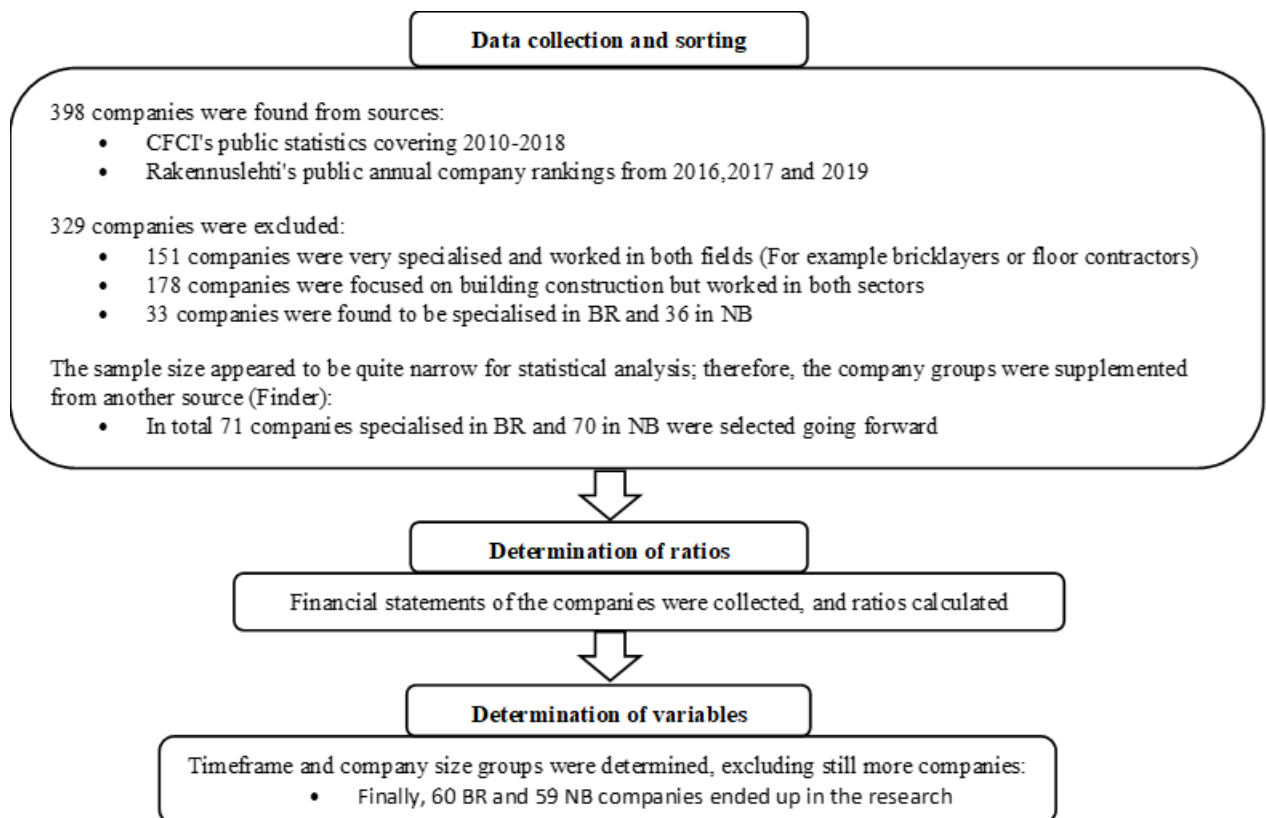 Data collection and sorting
398 companies were found from sources:
• CFCI's public statistics covering 2010-2018
• Rakennuslehti's public annual company rankings from 2016,2017 and 2019
329 companies were excluded:
• 151 companies were very specialised and worked in both fields (For example bricklayers or floor contractors)
• 178 companies were focused on building construction but worked in both sectors
• 33 companies were found to be specialised in BR and 36 in NB
The sample size appeared to be quite narrow for statistical analysis; therefore, the company groups were supplemented
from another source (Finder):
• In total 71 companies specialised in BR and 70 in NB were selected going forward
Determination of ratios
Financial statements of the companies were collected, and ratios calculated
Determination of variables
Timeframe and company size groups were determined, excluding still more companies:
• Finally, 60 BR and 59 NB companies ended up in the research